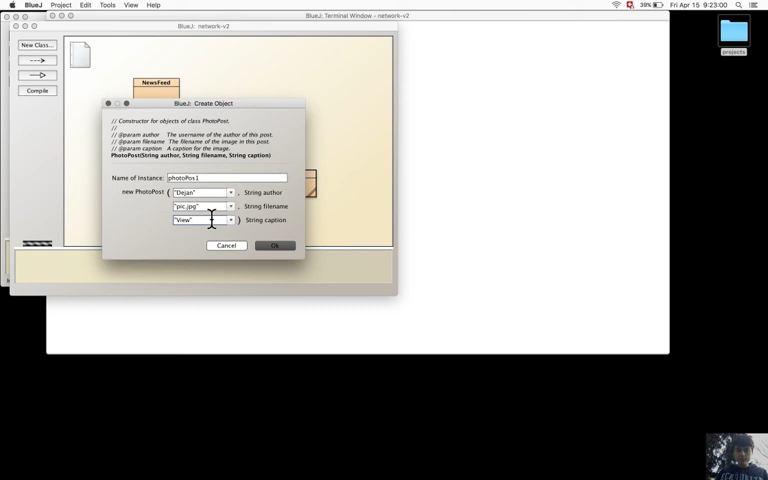 BlueJ Project Edit Tools View Help
38% Fri Apr 15 9:23:00
BlueJ: Terminal Window - network-v2
BlueJ: network-v2
projects
New Class...
Compile
NewsFeed
BlueJ: Create Object
// Constructor for objects of class PhotoPost.
//
// @param author The username of the author of this post.
// @param filename The filename of the image in this post.
// @param caption A caption for the image.
PhotoPost(String author, String filename, String caption)
Name of Instance: photoPos1
new PhotoPost ( "Dejan" , String author
"pic.jpg" , String filename
"View" ) String caption
Cancel Ok